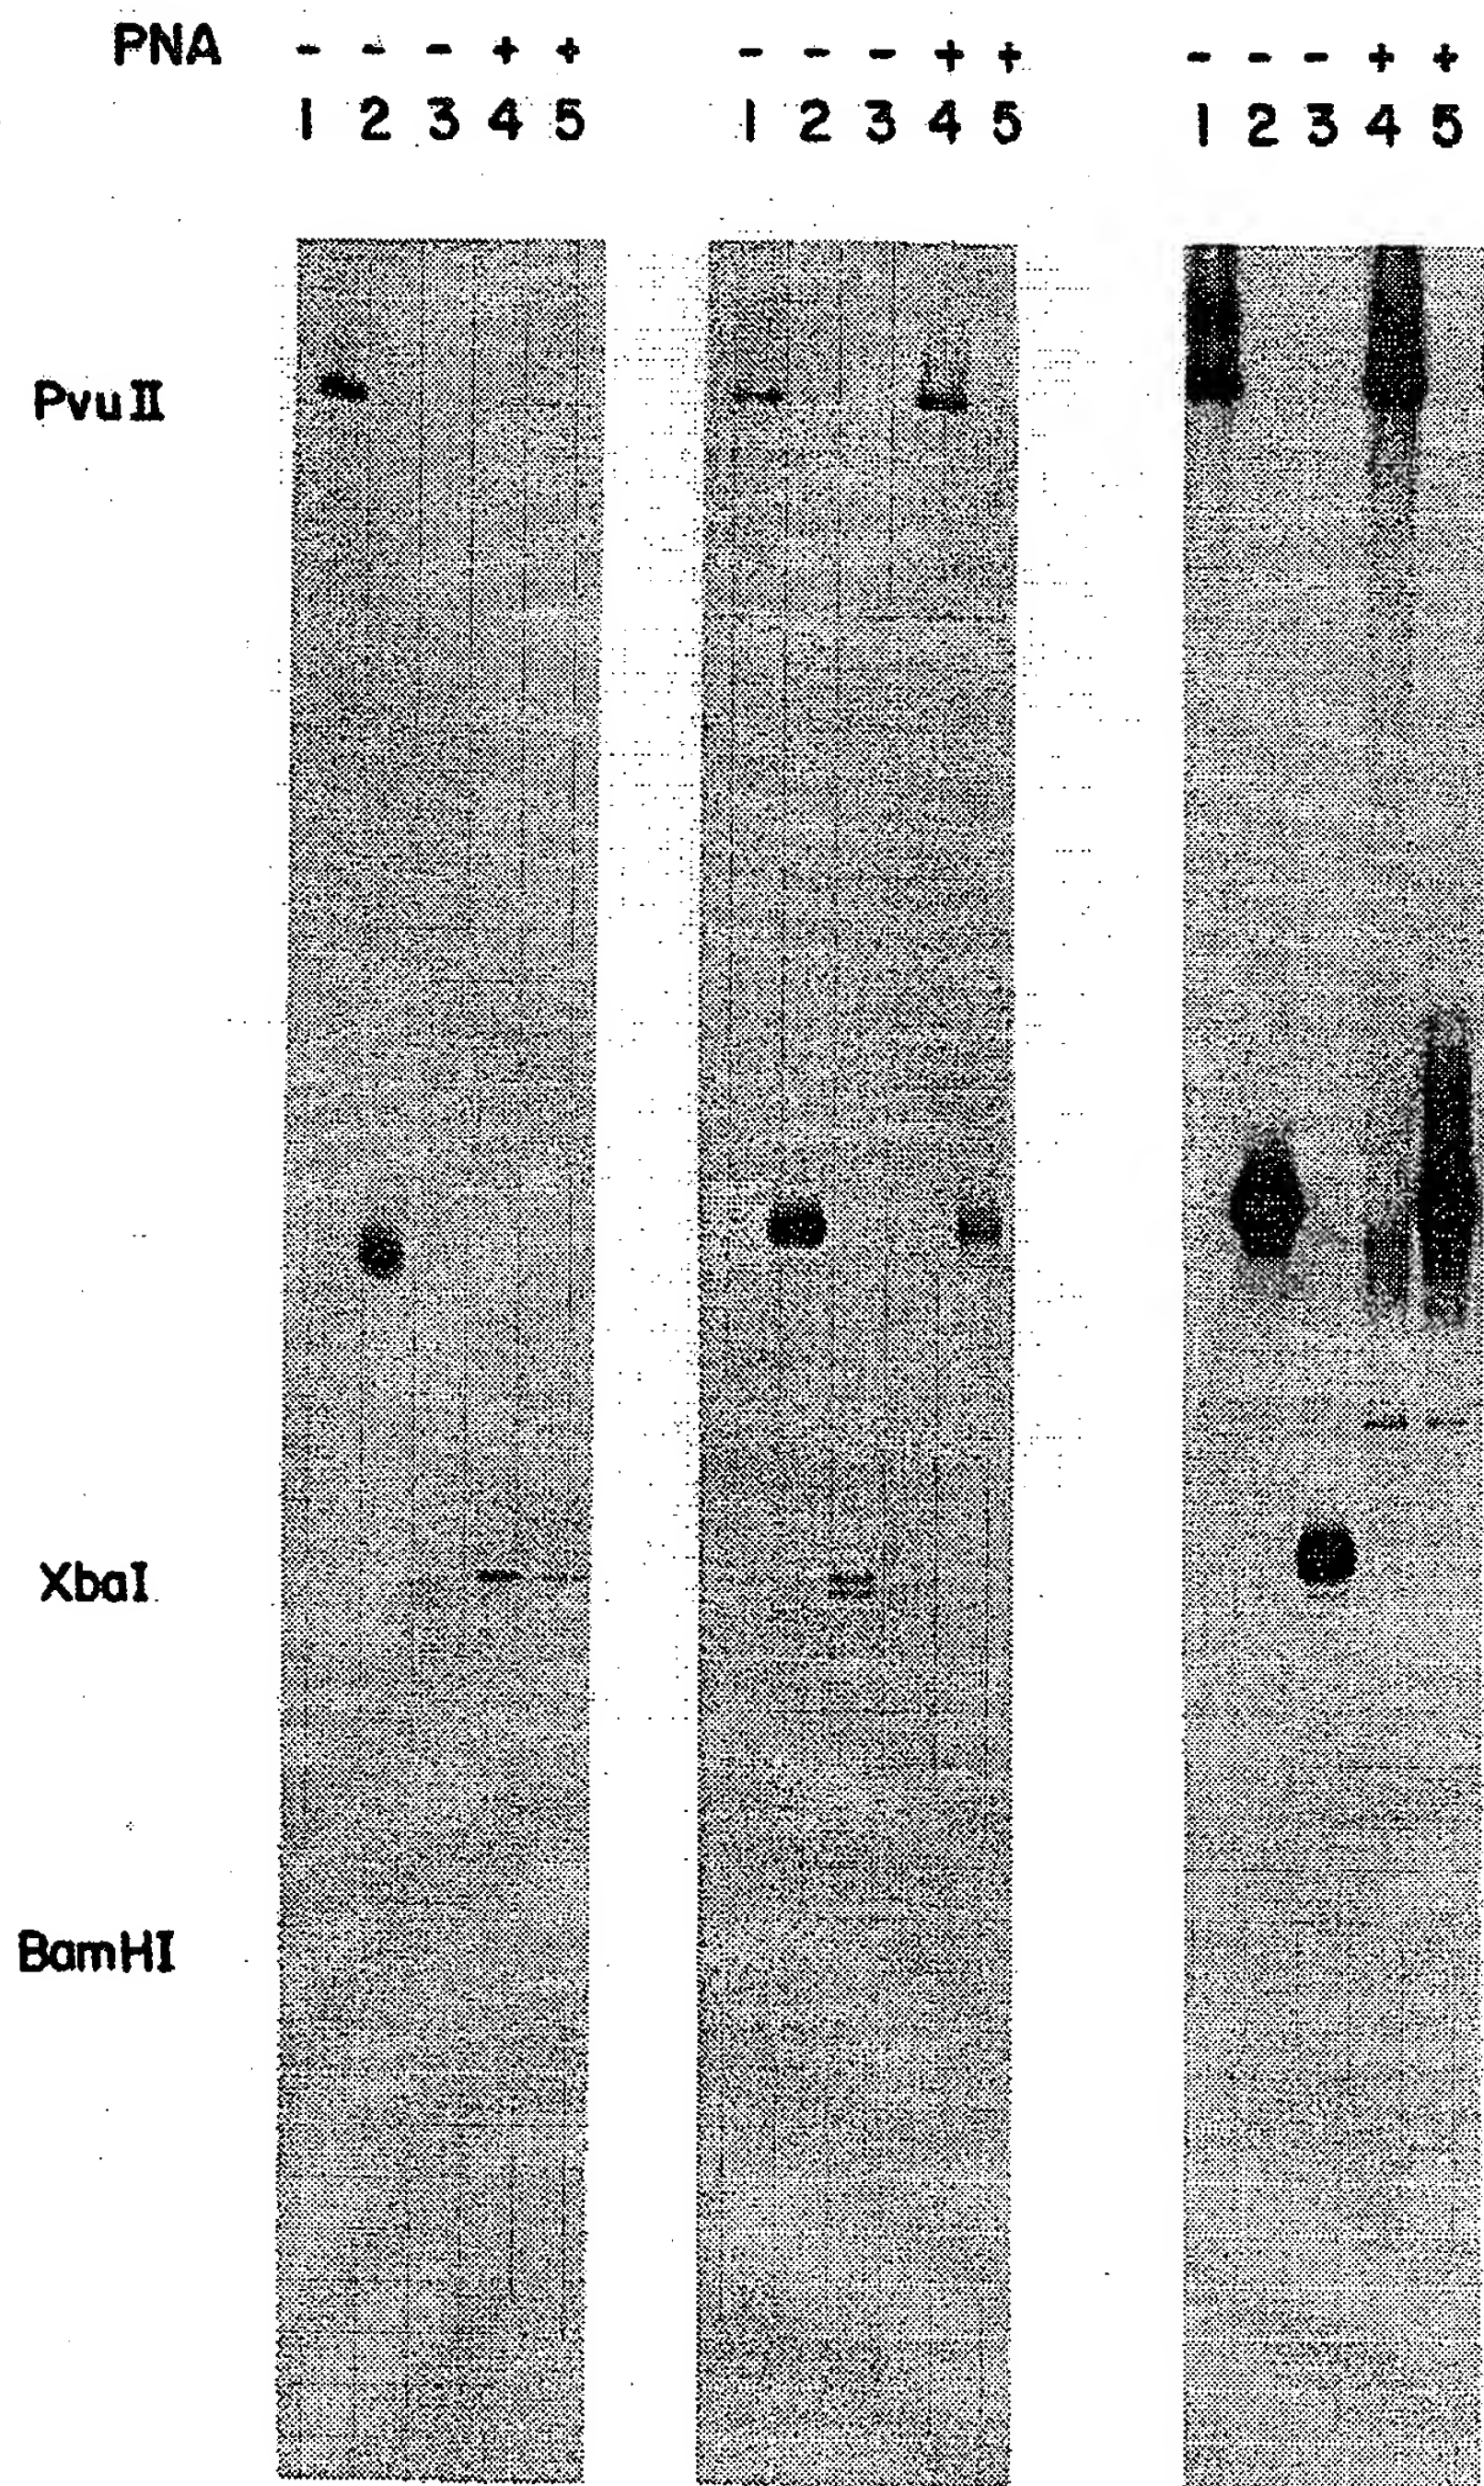 PNA - - - + + - - - + + - - - + +
1 2 3 4 5 1 2 3 4 5 1 2 3 4 5
PvuII
XbaI
BamHI